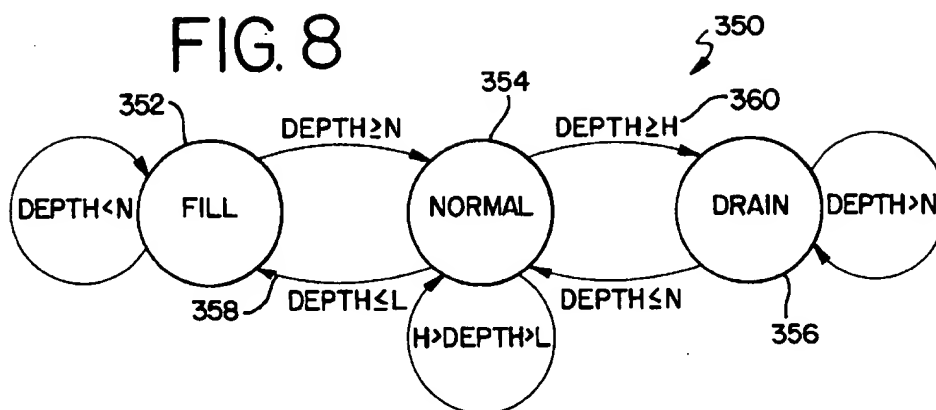 FIG. 8
350
352
354
360
DEPTH≥N
DEPTH≥H
DEPTH<N
FILL
NORMAL
DRAIN
DEPTH>N
358
DEPTH≤L
DEPTH≤N
356
H>DEPTH>L